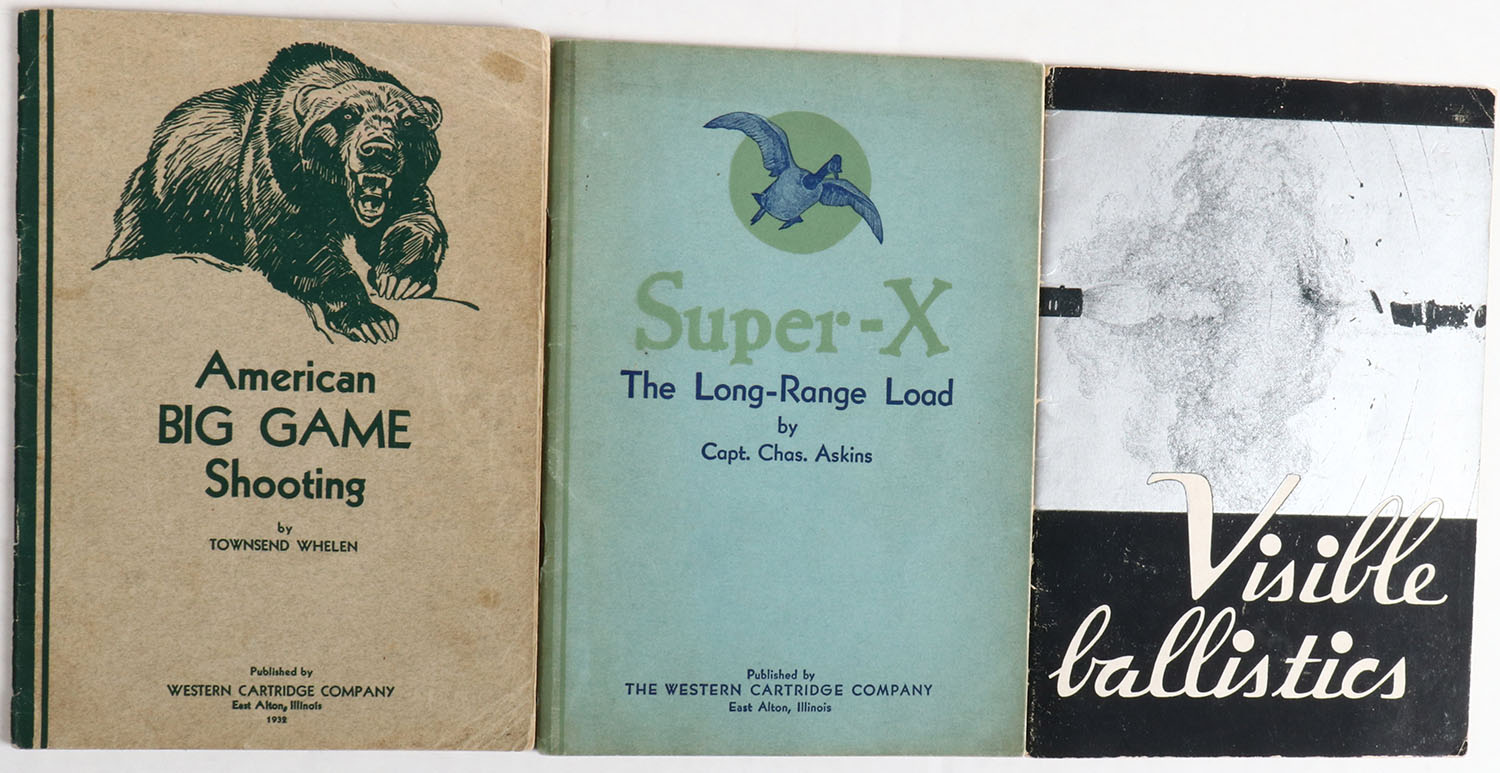 American
BIG GAME
Shooting
by
TOWNSEND WHELEN
Published by
WESTERN CARTRIDGE COMPANY
East Alton, Illinois
1932
Super-X
The Long-Range Load
by
Capt. Chas. Askins
Published by
THE WESTERN CARTRIDGE COMPANY
East Alton, Illinois
Visible
ballistics